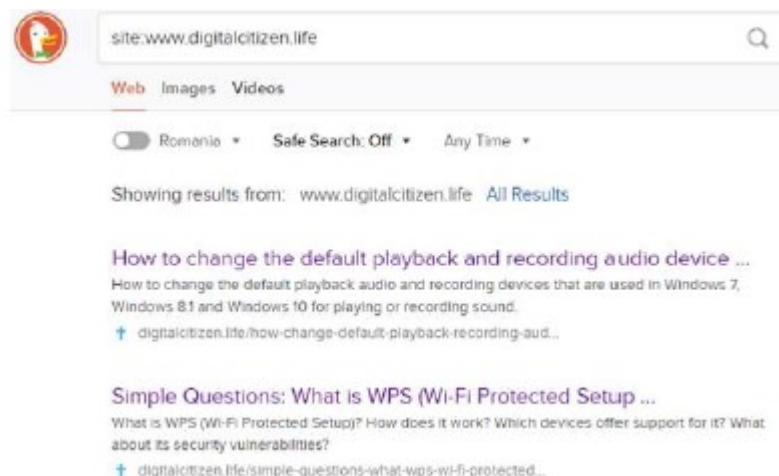 site:www.digitalcitizen.life
Web Images Videos
Romania Safe Search: Off Any Time
Showing results from: www.digitalcitizen.life All Results
How to change the default playback and recording audio device ...
How to change the default playback audio and recording devices that are used in Windows 7,
Windows 8.1 and Windows 10 for playing or recording sound.
digitalcitizen.life/how-change-default-playback-recording-aud...
Simple Questions: What is WPS (Wi-Fi Protected Setup ...
What is WPS (Wi-Fi Protected Setup)? How does it work? Which devices offer support for it? What
about its security vulnerabilities?
digitalcitizen.life/simple-questions-what-wps-wi-fi-protected...